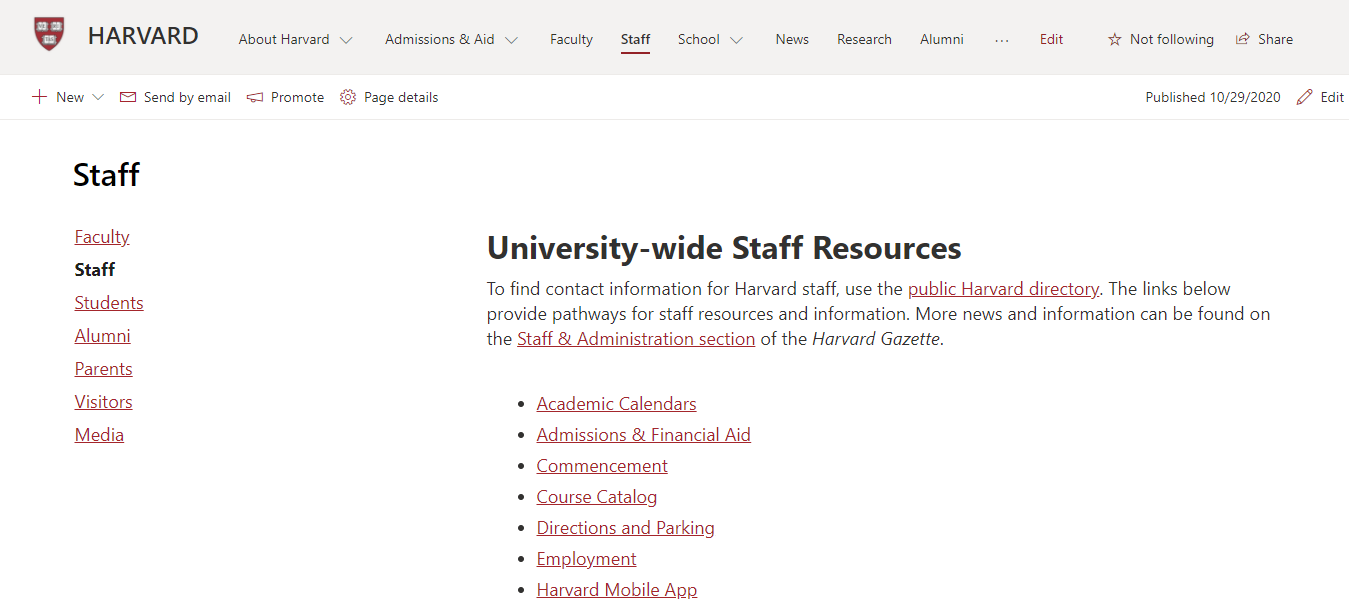 HARVARD About Harvard Admissions & Aid Faculty Staff School News Research Alumni ... Edit Not following Share
New Send by email Promote Page details Published 10/29/2020 Edit
Staff
Faculty
Staff
Students
Alumni
Parents
Visitors
Media
University-wide Staff Resources
To find contact information for Harvard staff, use the public Harvard directory. The links below
provide pathways for staff resources and information. More news and information can be found on
the Staff & Administration section of the Harvard Gazette.
Academic Calendars
Admissions & Financial Aid
Commencement
Course Catalog
Directions and Parking
Employment
Harvard Mobile App